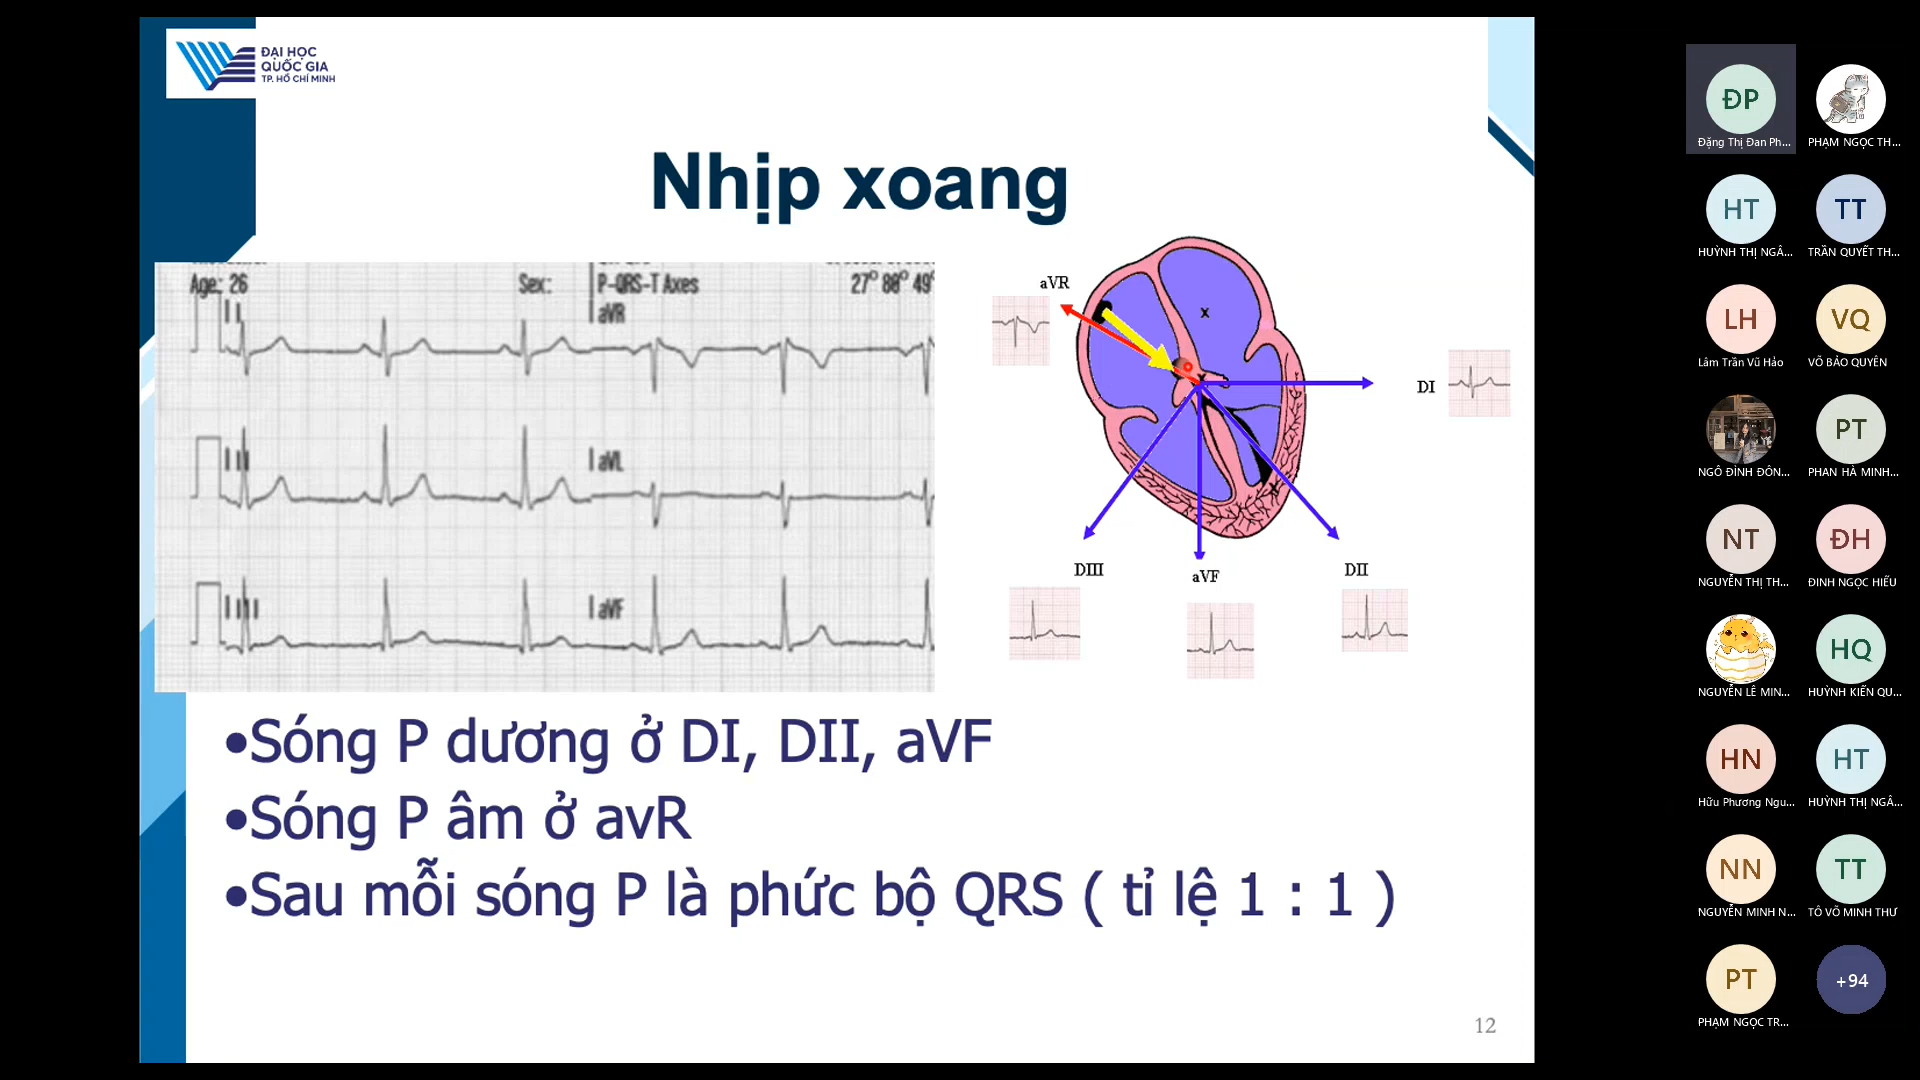 ĐẠI HỌC
QUỐC GIA
TP. HỒ CHÍ MINH
Nhịp xoang
Age: 26
Sex:
P-QRS-T Axes
27° 88° 49°
I
aVR
II
aVL
III
aVF
aVR
x
DI
DIII
aVF
DII
•Sóng P dương ở DI, DII, aVF
•Sóng P âm ở avR
•Sau mỗi sóng P là phức bộ QRS ( tỉ lệ 1 : 1 )
12
ĐP
Đặng Thị Đan Ph...
PHẠM NGỌC TH...
HT
HUỲNH THỊ NGÂ...
TT
TRẦN QUYẾT TH...
LH
Lâm Trần Vũ Hảo
VQ
VÕ BẢO QUYÊN
NGÔ ĐÌNH ĐÔN...
PT
PHAN HÀ MINH...
NT
NGUYỄN THỊ TH...
ĐH
ĐINH NGỌC HIẾU
NGUYỄN LÊ MIN...
HQ
HUỲNH KIẾN QU...
HN
Hữu Phương Ngu...
HT
HUỲNH THỊ NGÂ...
NN
NGUYỄN MINH N...
TT
TÔ VÕ MINH THƯ
PT
PHẠM NGỌC TR...
+94